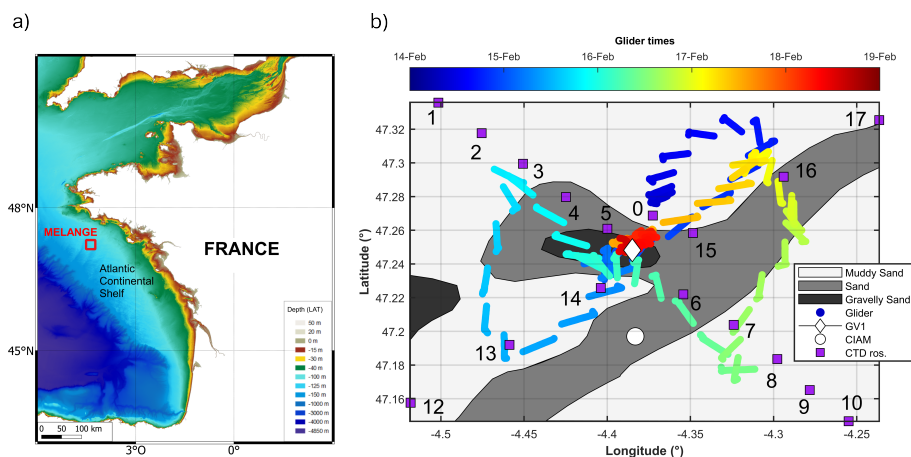 a)
48°N
45°N
3°0
0°
MELANGE
FRANCE
Atlantic
Continental
Shelf
Depth (LAT)
50 m
20 m
0 m
-15 m
-30 m
-40 m
-100 m
-125 m
-150 m
-1000 m
-3000 m
-4000 m
-4850 m
0 50 100 km
b)
Glider times
14-Feb 15-Feb 16-Feb 17-Feb 18-Feb 19-Feb
47.32
47.3
47.28
47.26
47.24
47.22
47.2
47.18
47.16
Latitude (°)
-4.5 -4.45 -4.4 -4.35 -4.3 -4.25
Longitude (°)
1
2
3
4
5
0
15
16
17
14
6
7
13
8
9
10
12
Muddy Sand
Sand
Gravelly Sand
Glider
GV1
CIAM
CTD ros.